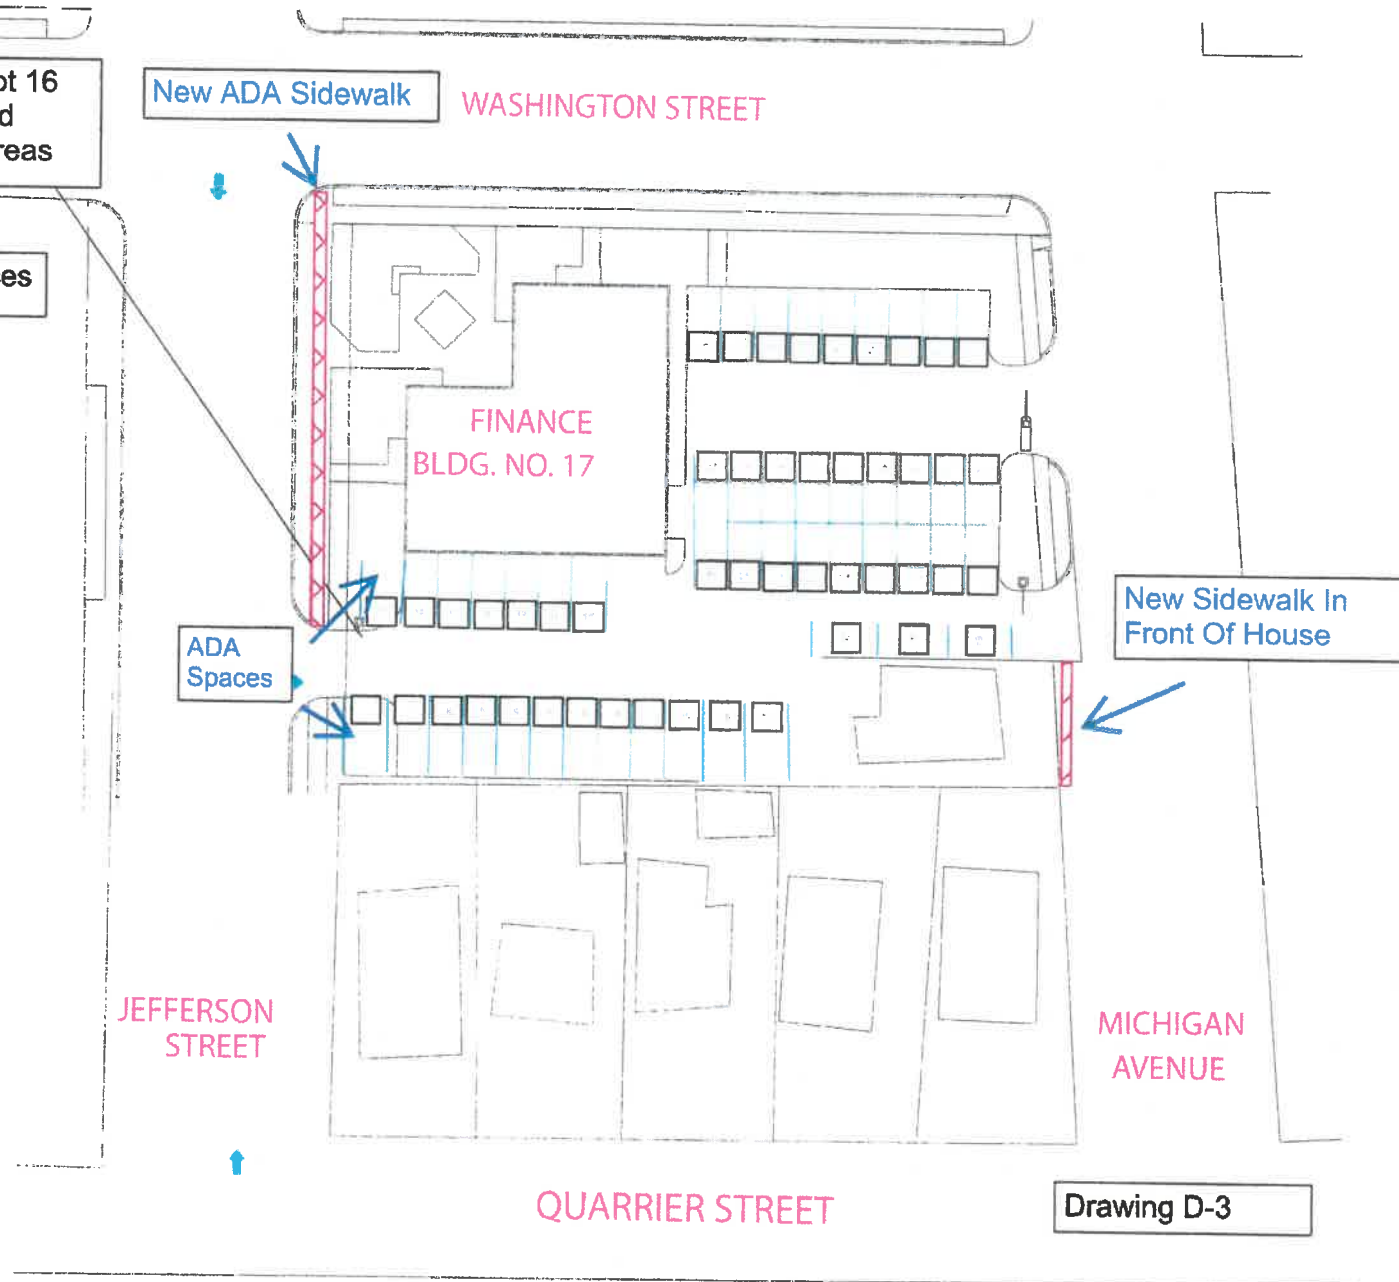 ot 16
d
reas
es
New ADA Sidewalk
WASHINGTON STREET
FINANCE
BLDG. NO. 17
ADA
Spaces
New Sidewalk In
Front Of House
JEFFERSON
STREET
MICHIGAN
AVENUE
QUARRIER STREET
Drawing D-3